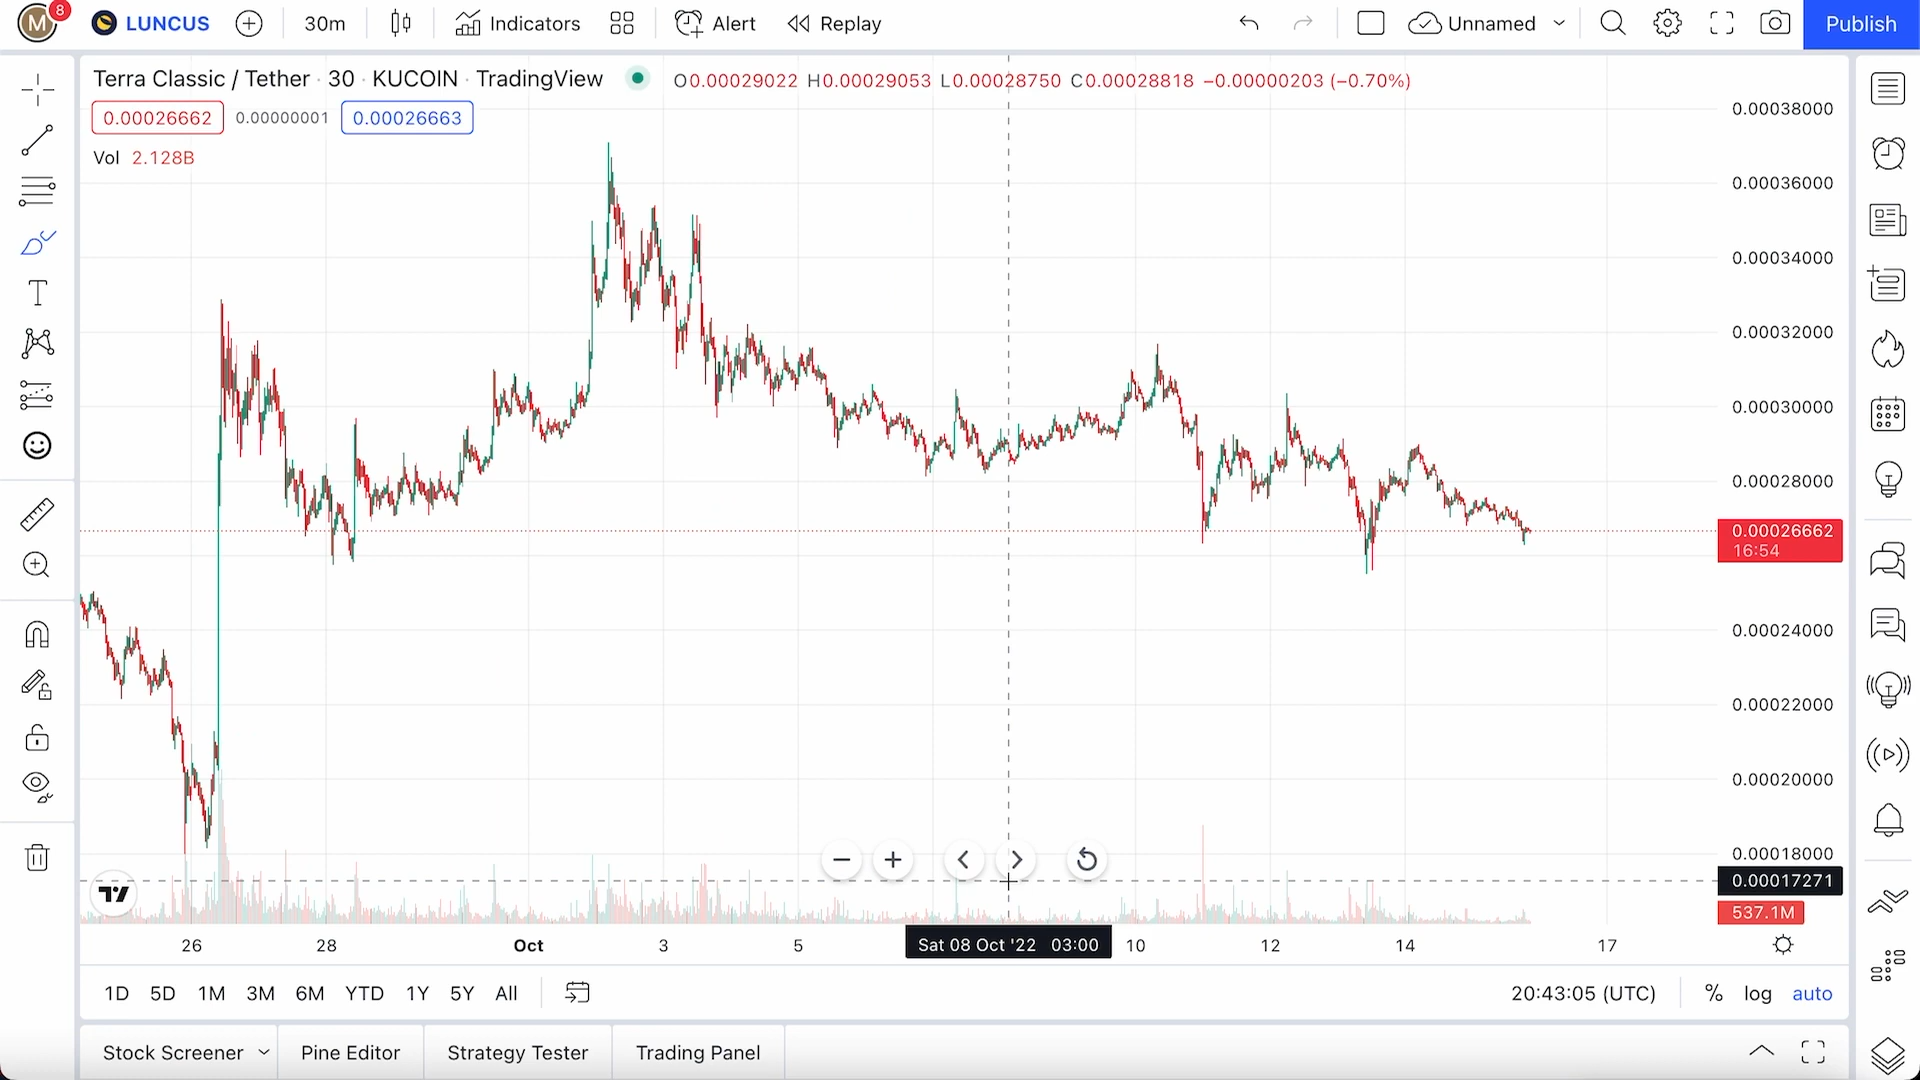 M 8 LUNCUS 30m Indicators Alert Replay Unnamed Publish
Terra Classic / Tether · 30 · KUCOIN · TradingView O0.00029022 H0.00029053 L0.00028750 C0.00028818 −0.00000203 (−0.70%)
0.00026662 0.00000001 0.00026663
Vol 2.128B
0.00038000
0.00036000
0.00034000
0.00032000
0.00030000
0.00028000
0.00026662
16:54
0.00024000
0.00022000
0.00020000
0.00018000
0.00017271
537.1M
26 28 Oct 3 5 Sat 08 Oct '22 03:00 10 12 14 17
1D 5D 1M 3M 6M YTD 1Y 5Y All 20:43:05 (UTC) % log auto
Stock Screener Pine Editor Strategy Tester Trading Panel